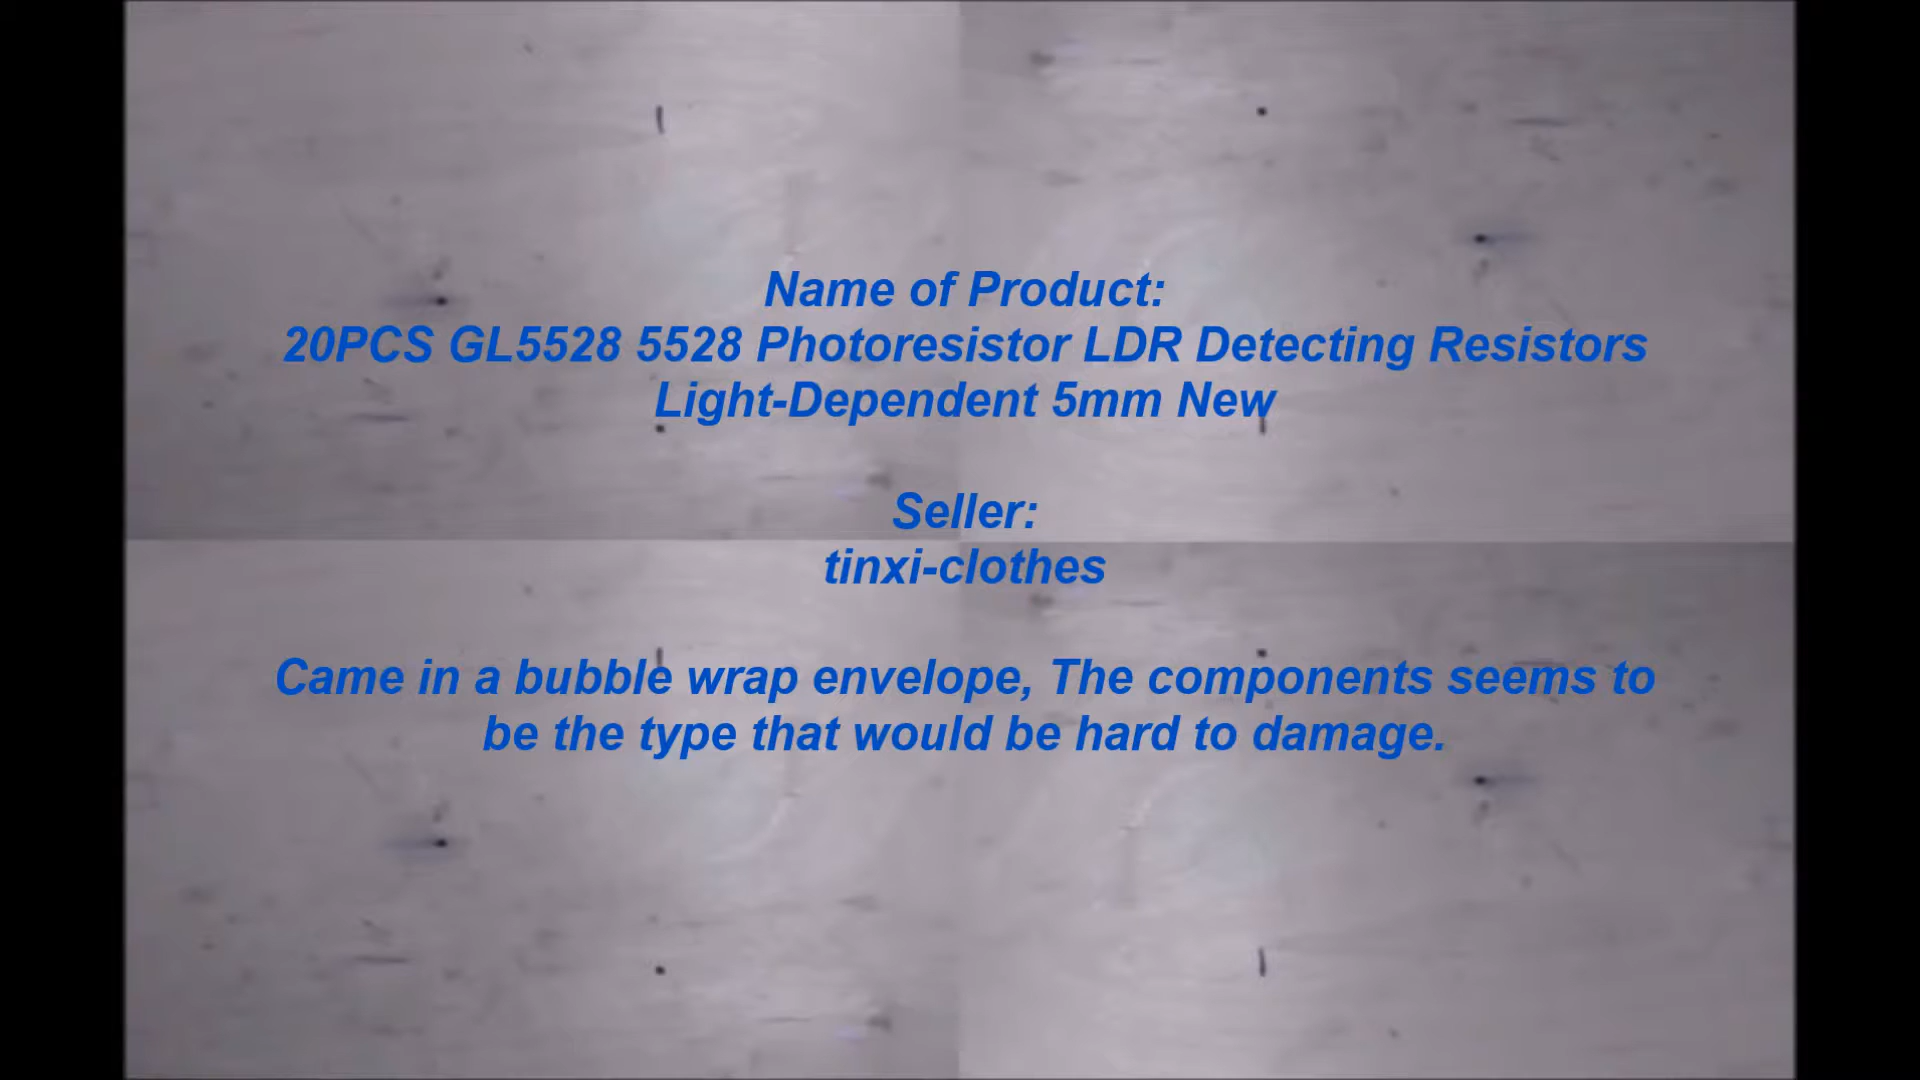 Name of Product:
20PCS GL5528 5528 Photoresistor LDR Detecting Resistors
Light-Dependent 5mm New
Seller:
tinxi-clothes
Came in a bubble wrap envelope, The components seems to
be the type that would be hard to damage.